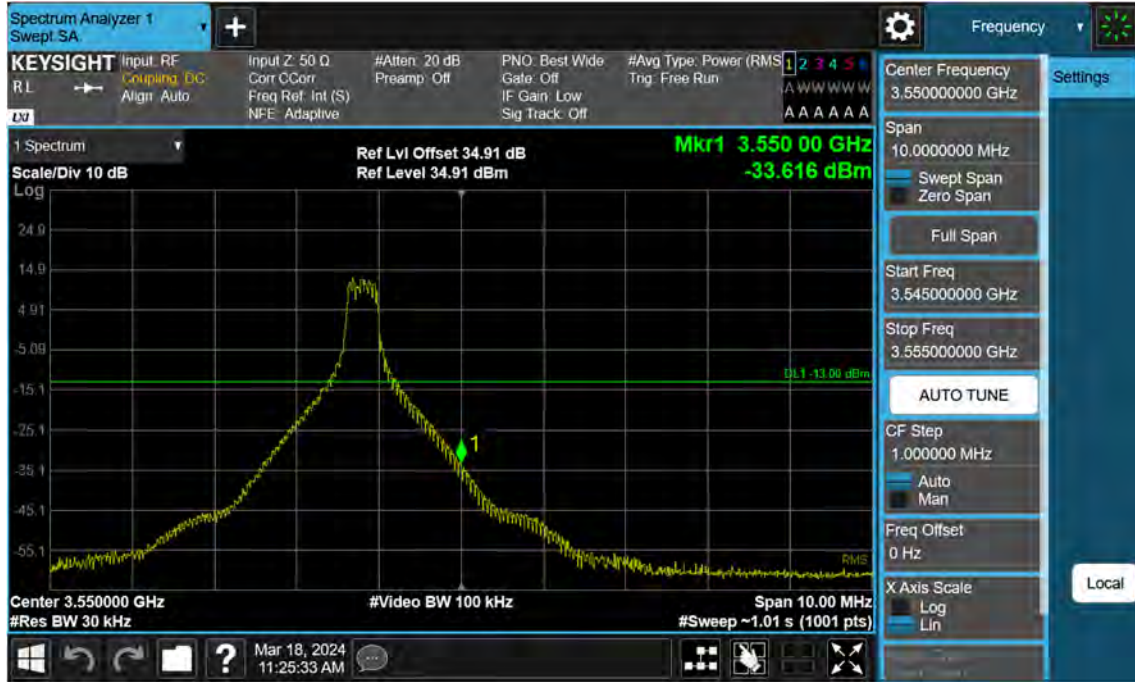 Spectrum Analyzer 1
Swept SA
+
Frequency
KEYSIGHT
RL
LXI
Input: RF
Coupling: DC
Align: Auto
Input Z: 50 Ω
Corr CCorr
Freq Ref: Int (S)
NFE: Adaptive
#Atten: 20 dB
Preamp: Off
PNO: Best Wide
Gate: Off
IF Gain: Low
Sig Track: Off
#Avg Type: Power (RMS
Trig: Free Run
1 2 3 4 5 6
A W W W W W
A A A A A A
1 Spectrum
Scale/Div 10 dB
Log
Ref Lvl Offset 34.91 dB
Ref Level 34.91 dBm
Mkr1 3.550 00 GHz
-33.616 dBm
24.9
14.9
4.91
-5.09
DL1 -13.00 dBm
-15.1
-25.1
1
-35.1
-45.1
-55.1
RMS
Center 3.550000 GHz
#Res BW 30 kHz
#Video BW 100 kHz
Span 10.00 MHz
#Sweep ~1.01 s (1001 pts)
?
Mar 18, 2024
11:25:33 AM
Center Frequency
3.550000000 GHz
Span
10.0000000 MHz
Swept Span
Zero Span
Full Span
Start Freq
3.545000000 GHz
Stop Freq
3.555000000 GHz
AUTO TUNE
CF Step
1.000000 MHz
Auto
Man
Freq Offset
0 Hz
X Axis Scale
Log
Lin
Settings
Local